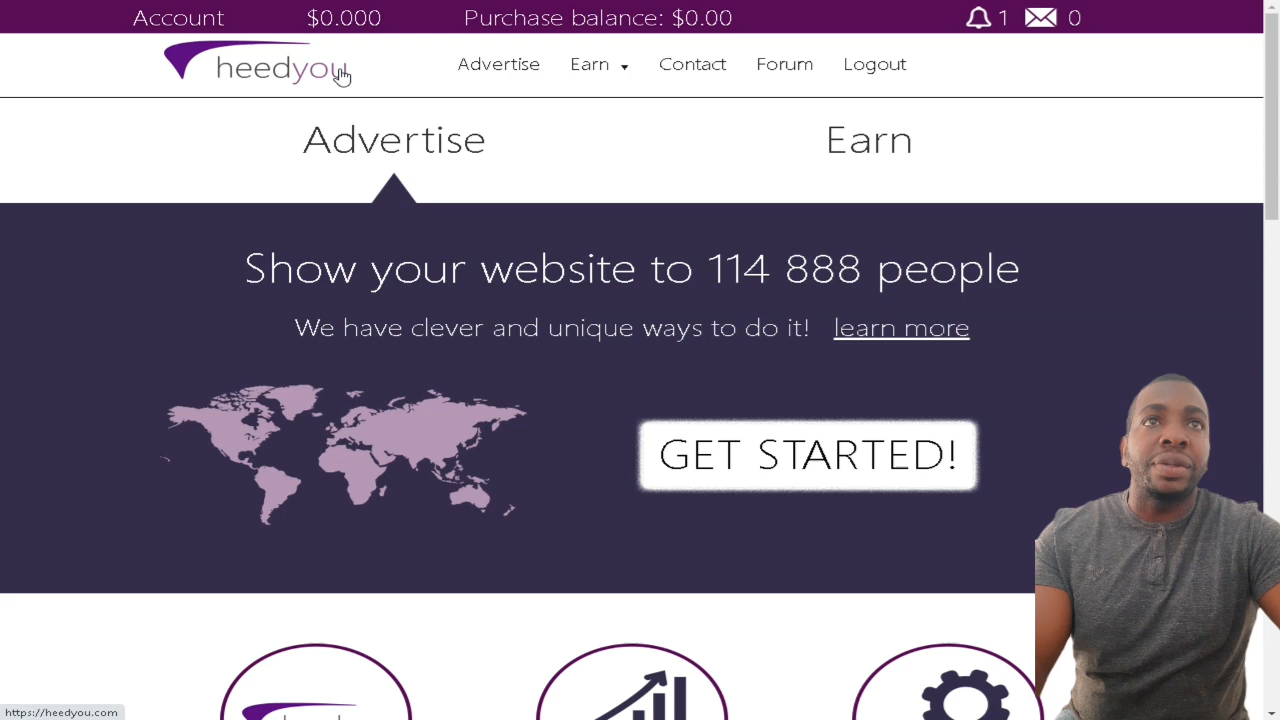 Account $0.000 Purchase balance: $0.00 1 0
heedyou Advertise Earn Contact Forum Logout
Advertise Earn
Show your website to 114 888 people
We have clever and unique ways to do it! learn more
GET STARTED!
https://heedyou.com